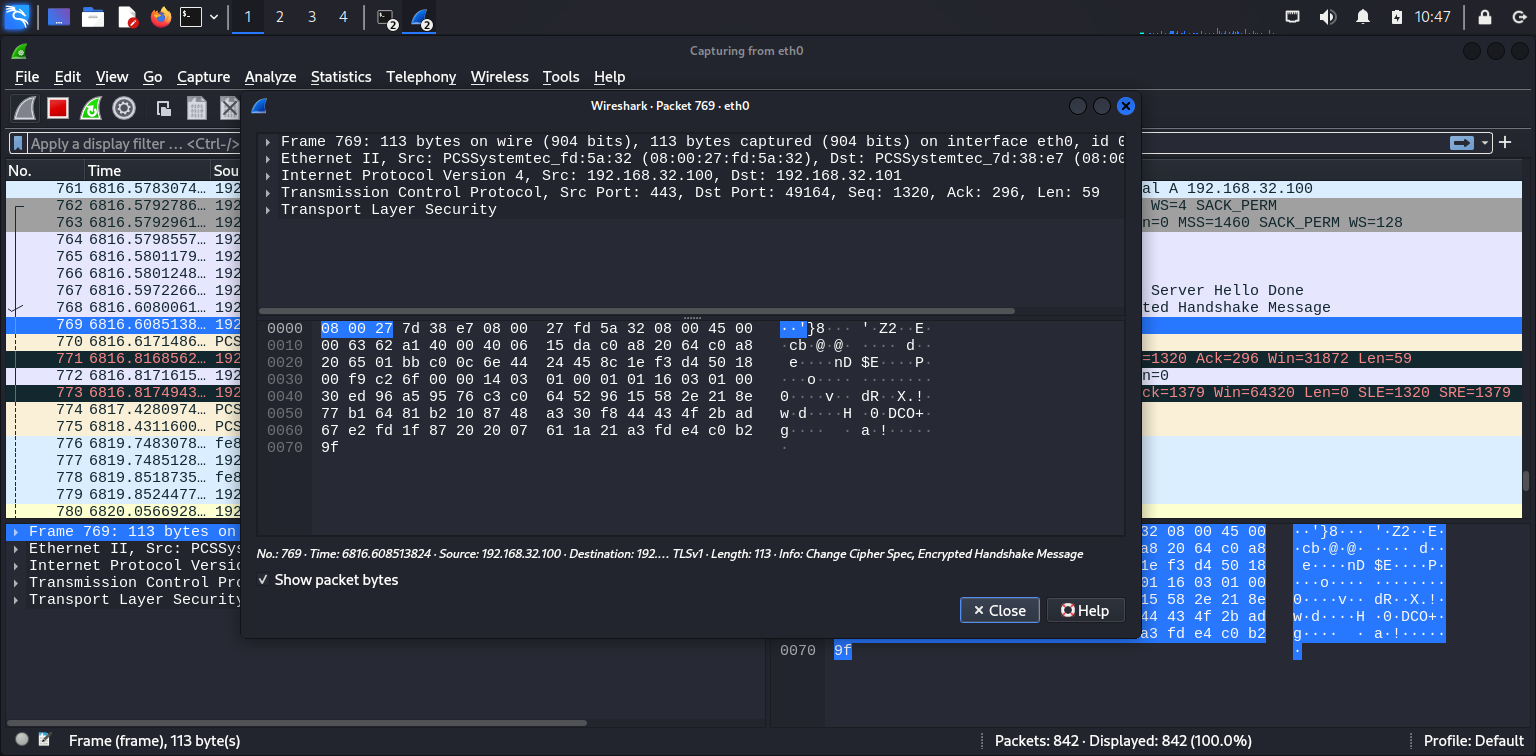 1 2 3 4 2 2 10:47
Capturing from eth0
File Edit View Go Capture Analyze Statistics Telephony Wireless Tools Help
Wireshark · Packet 769 · eth0
Apply a display filter … <Ctrl-/>
No. Time Sou
761 6816.5783074… 192
762 6816.5792786… 192
763 6816.5792961… 192
764 6816.5798557… 192
765 6816.5801179… 192
766 6816.5801248… 192
767 6816.5972266… 192
768 6816.6080061… 192
769 6816.6085138… 192
770 6816.6171486… PCS
771 6816.8168562… 192
772 6816.8171615… 192
773 6816.8174943… 192
774 6817.4280974… PCS
775 6818.4311600… PCS
776 6819.7483078… fe8
777 6819.7485128… 192
778 6819.8518735… fe8
779 6819.8524477… 192
780 6820.0566928… 192
al A 192.168.32.100
WS=4 SACK_PERM
n=0 MSS=1460 SACK_PERM WS=128
Server Hello Done
ted Handshake Message
=1320 Ack=296 Win=31872 Len=59
n=0
ck=1379 Win=64320 Len=0 SLE=1320 SRE=1379
Frame 769: 113 bytes on wire (904 bits), 113 bytes captured (904 bits) on interface eth0, id 0
Ethernet II, Src: PCSSystemtec_fd:5a:32 (08:00:27:fd:5a:32), Dst: PCSSystemtec_7d:38:e7 (08:00
Internet Protocol Version 4, Src: 192.168.32.100, Dst: 192.168.32.101
Transmission Control Protocol, Src Port: 443, Dst Port: 49164, Seq: 1320, Ack: 296, Len: 59
Transport Layer Security
0000 08 00 27 7d 38 e7 08 00 27 fd 5a 32 08 00 45 00 ··'}8··· '·Z2··E·
0010 00 63 62 a1 40 00 40 06 15 da c0 a8 20 64 c0 a8 ·cb·@·@· ···· d··
0020 20 65 01 bb c0 0c 6e 44 24 45 8c 1e f3 d4 50 18 e····nD $E····P·
0030 00 f9 c2 6f 00 00 14 03 01 00 01 01 16 03 01 00 ···o···· ········
0040 30 ed 96 a5 95 76 c3 c0 64 52 96 15 58 2e 21 8e 0····v·· dR··X.!·
0050 77 b1 64 81 b2 10 87 48 a3 30 f8 44 43 4f 2b ad w·d····H ·0·DCO+·
0060 67 e2 fd 1f 87 20 20 07 61 1a 21 a3 fd e4 c0 b2 g···· · a·!·····
0070 9f ·
No.: 769 · Time: 6816.608513824 · Source: 192.168.32.100 · Destination: 192.… TLSv1 · Length: 113 · Info: Change Cipher Spec, Encrypted Handshake Message
Show packet bytes
Close Help
Frame 769: 113 bytes on
Ethernet II, Src: PCSSys
Internet Protocol Versio
Transmission Control Pro
Transport Layer Security
32 08 00 45 00 ··'}8··· '·Z2··E·
a8 20 64 c0 a8 ·cb·@·@· ···· d··
1e f3 d4 50 18 e····nD $E····P·
01 16 03 01 00 ···o···· ········
15 58 2e 21 8e 0····v·· dR··X.!·
44 43 4f 2b ad w·d····H ·0·DCO+·
a3 fd e4 c0 b2 g···· · a·!·····
0070 9f ·
Frame (frame), 113 byte(s)
Packets: 842 · Displayed: 842 (100.0%)
Profile: Default